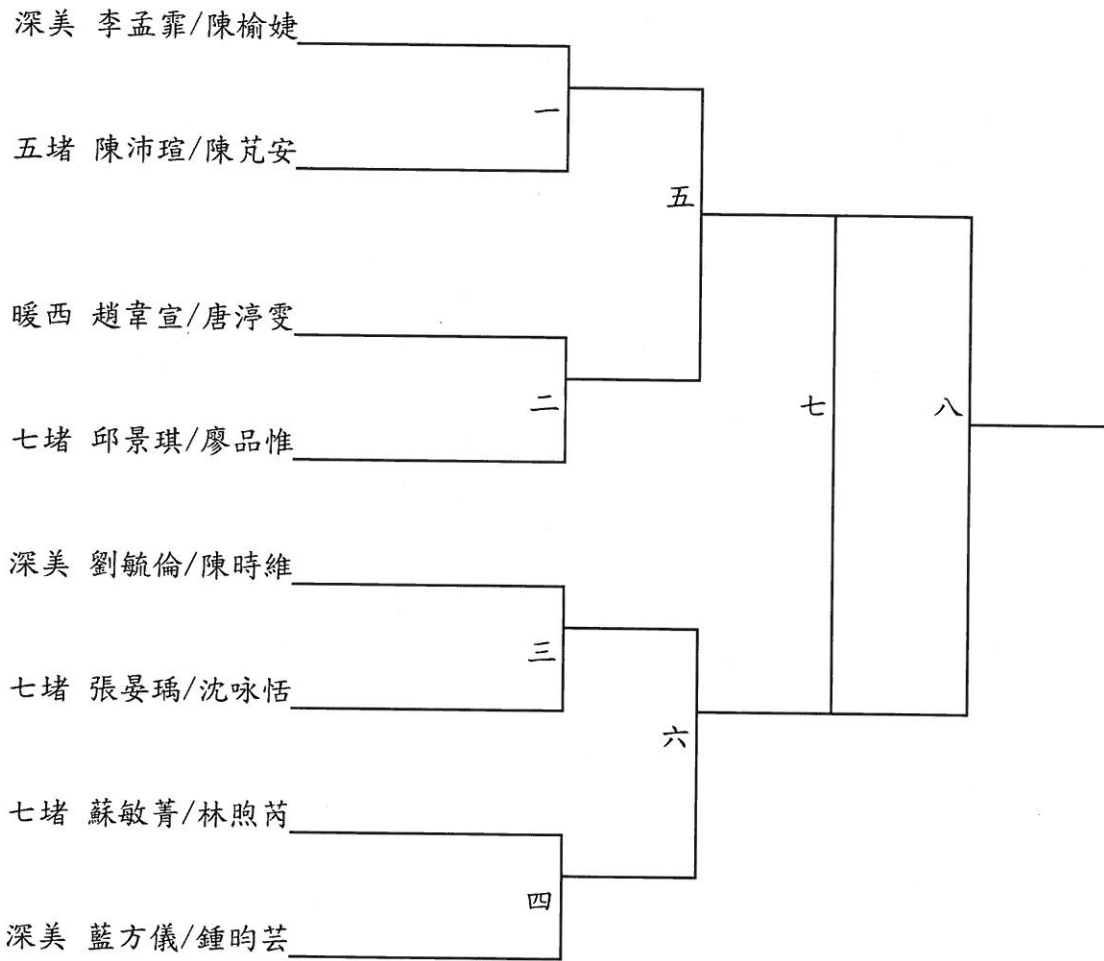 深美 李孟霏/陳榆婕
一
五堵 陳沛瑄/陳芃安
五
暖西 趙韋宣/唐渟雯
二
七
八
七堵 邱景琪/廖品惟
深美 劉毓倫/陳時維
三
七堵 張晏瑀/沈咏恬
六
七堵 蘇敏菁/林煦芮
四
深美 藍方儀/鍾昀芸